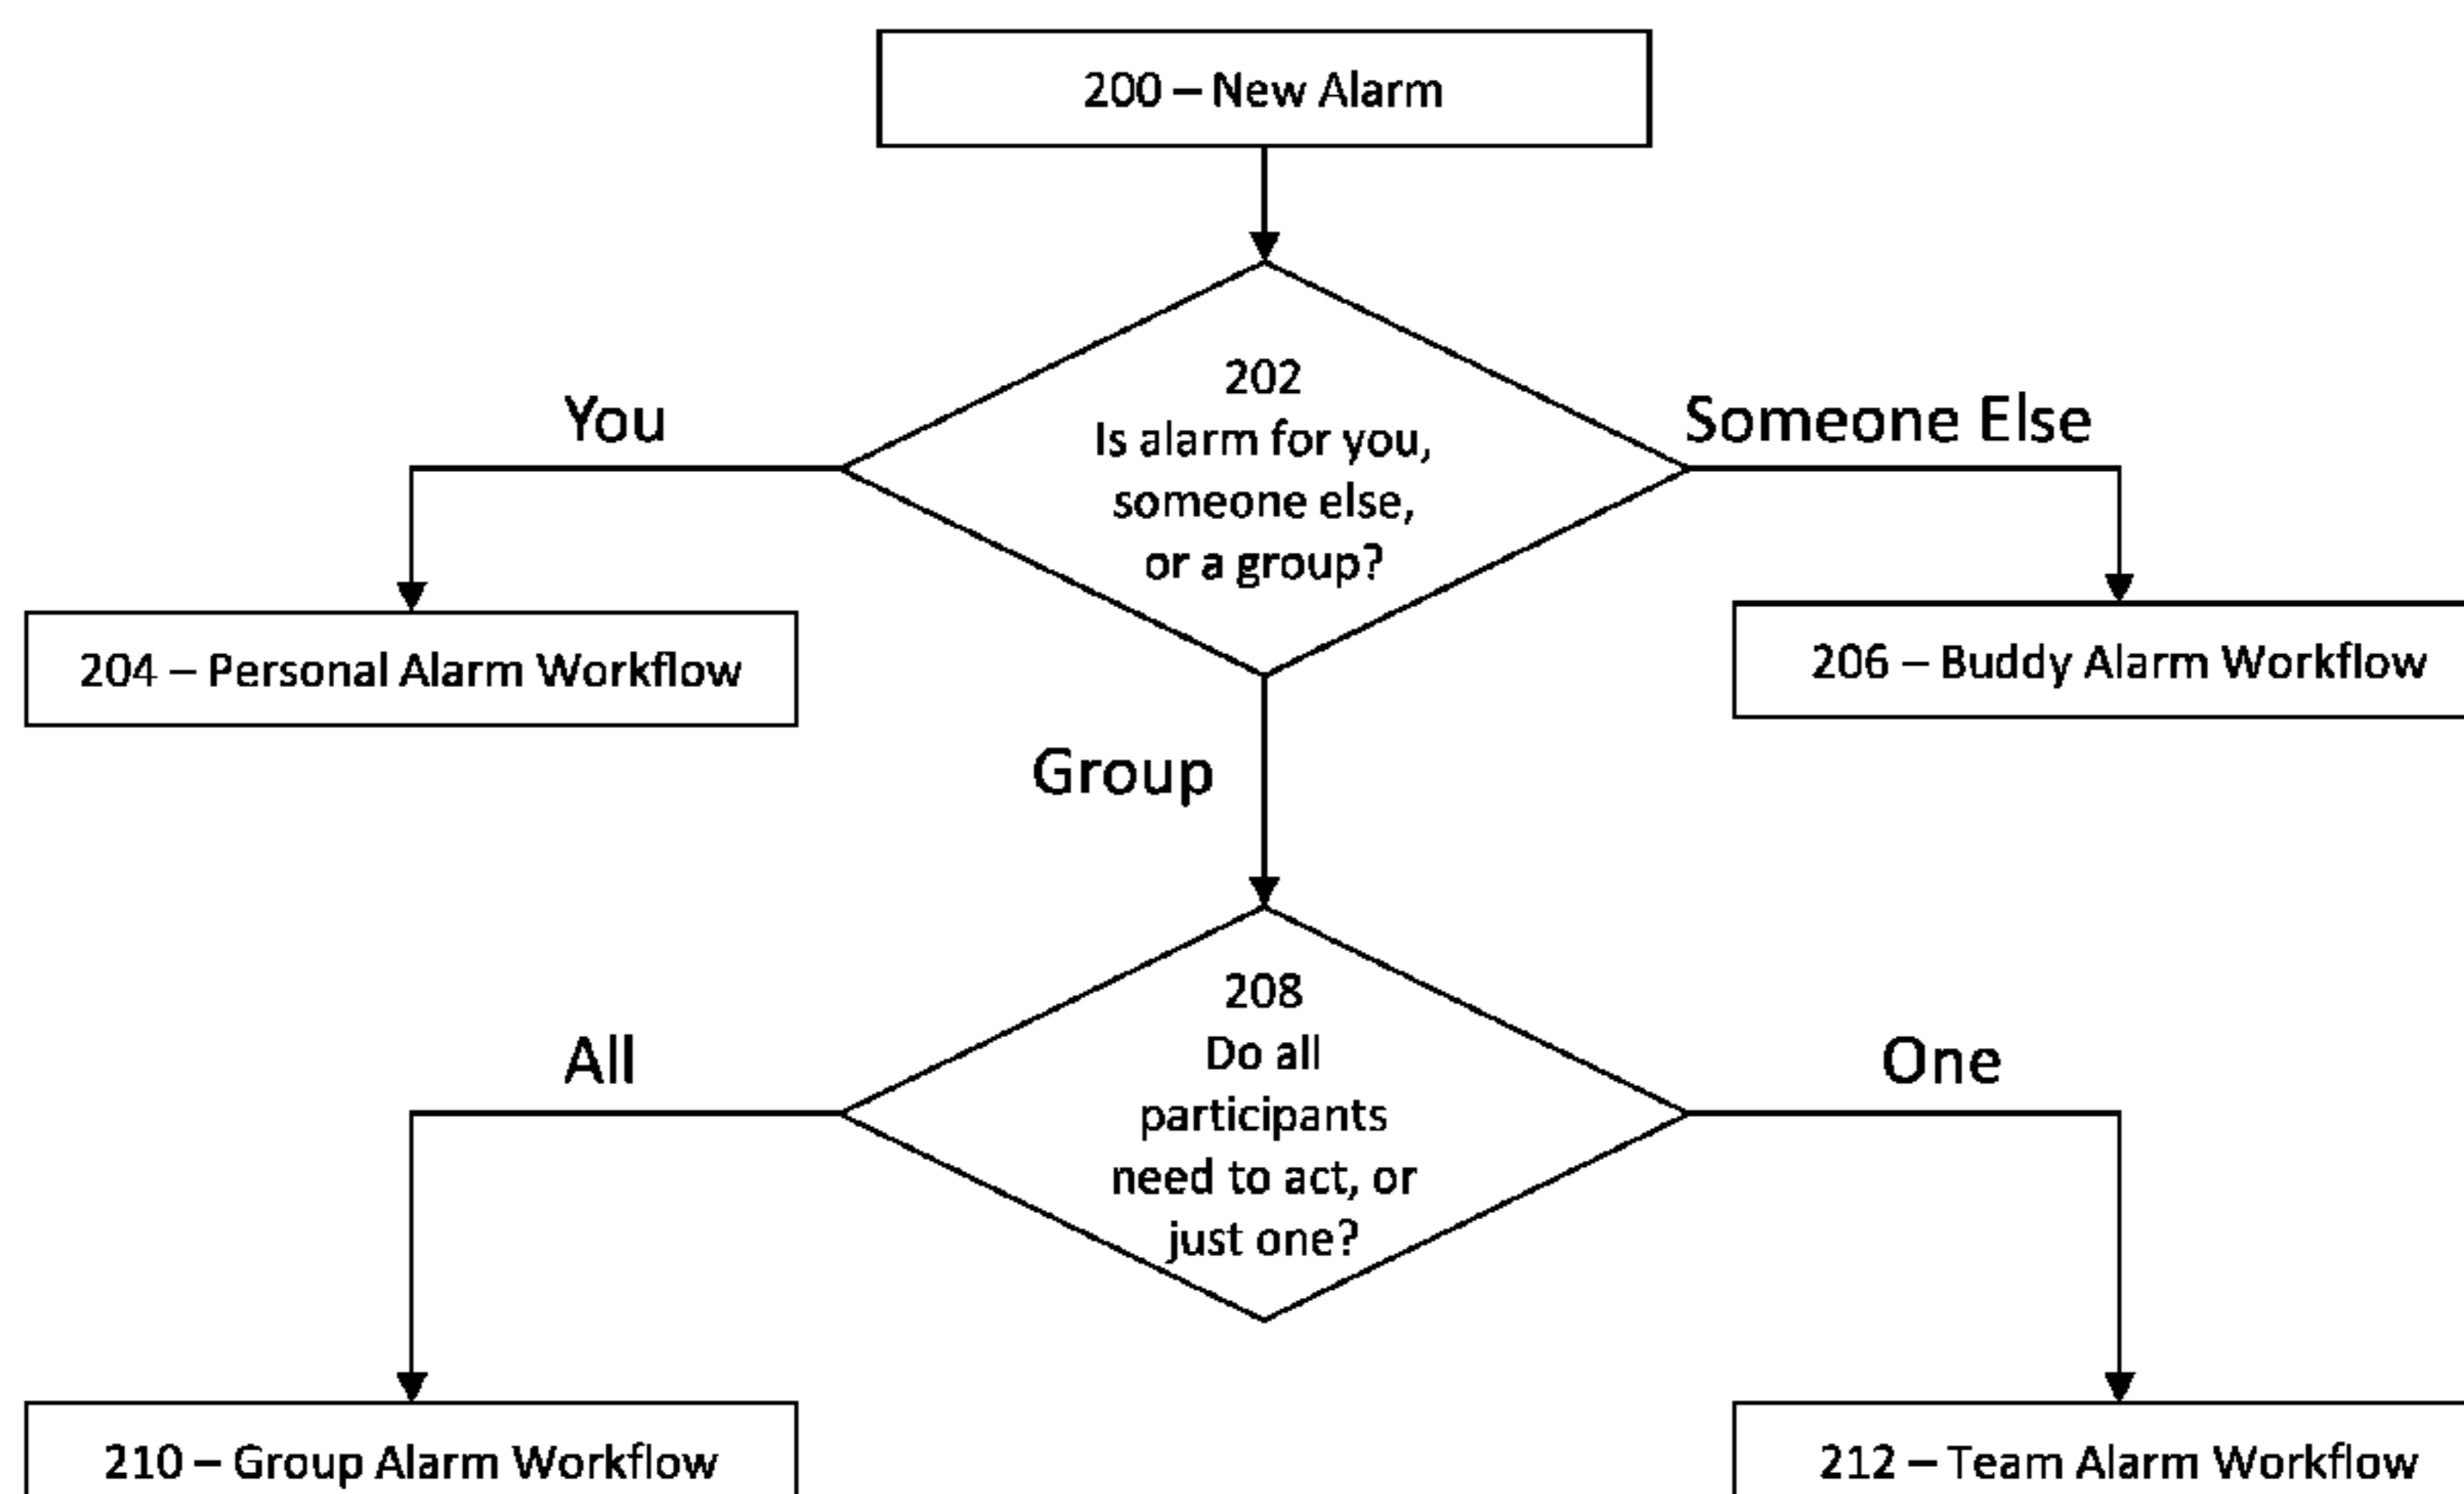 200 – New Alarm
202
Is alarm for you,
someone else,
or a group?
You
Someone Else
204 – Personal Alarm Workflow
206 – Buddy Alarm Workflow
Group
208
Do all
participants
need to act, or
just one?
All
One
210 – Group Alarm Workflow
212 – Team Alarm Workflow